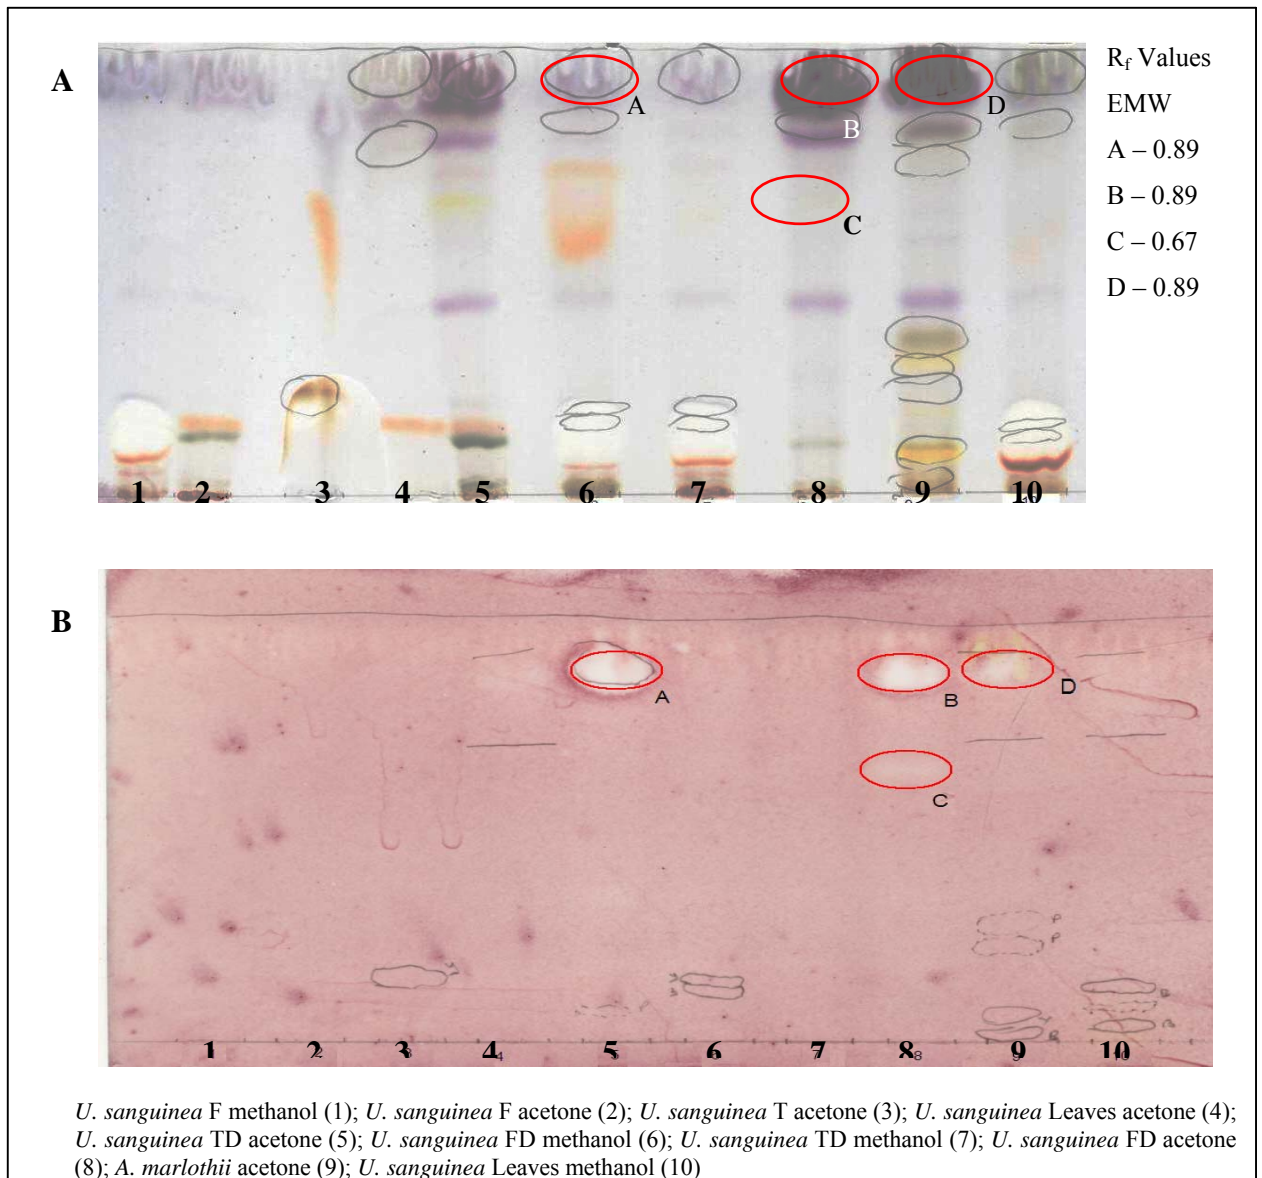 A
A
B
C
D
R_f Values
EMW
A – 0.89
B – 0.89
C – 0.67
D – 0.89
1 2 3 4 5 6 7 8 9 10
B
A
B
C
D
P
P
1 2 3 4 5 6 7 8 9 10
U. sanguinea F methanol (1); U. sanguinea F acetone (2); U. sanguinea T acetone (3); U. sanguinea Leaves acetone (4);
U. sanguinea TD acetone (5); U. sanguinea FD methanol (6); U. sanguinea TD methanol (7); U. sanguinea FD acetone
(8); A. marlothii acetone (9); U. sanguinea Leaves methanol (10)